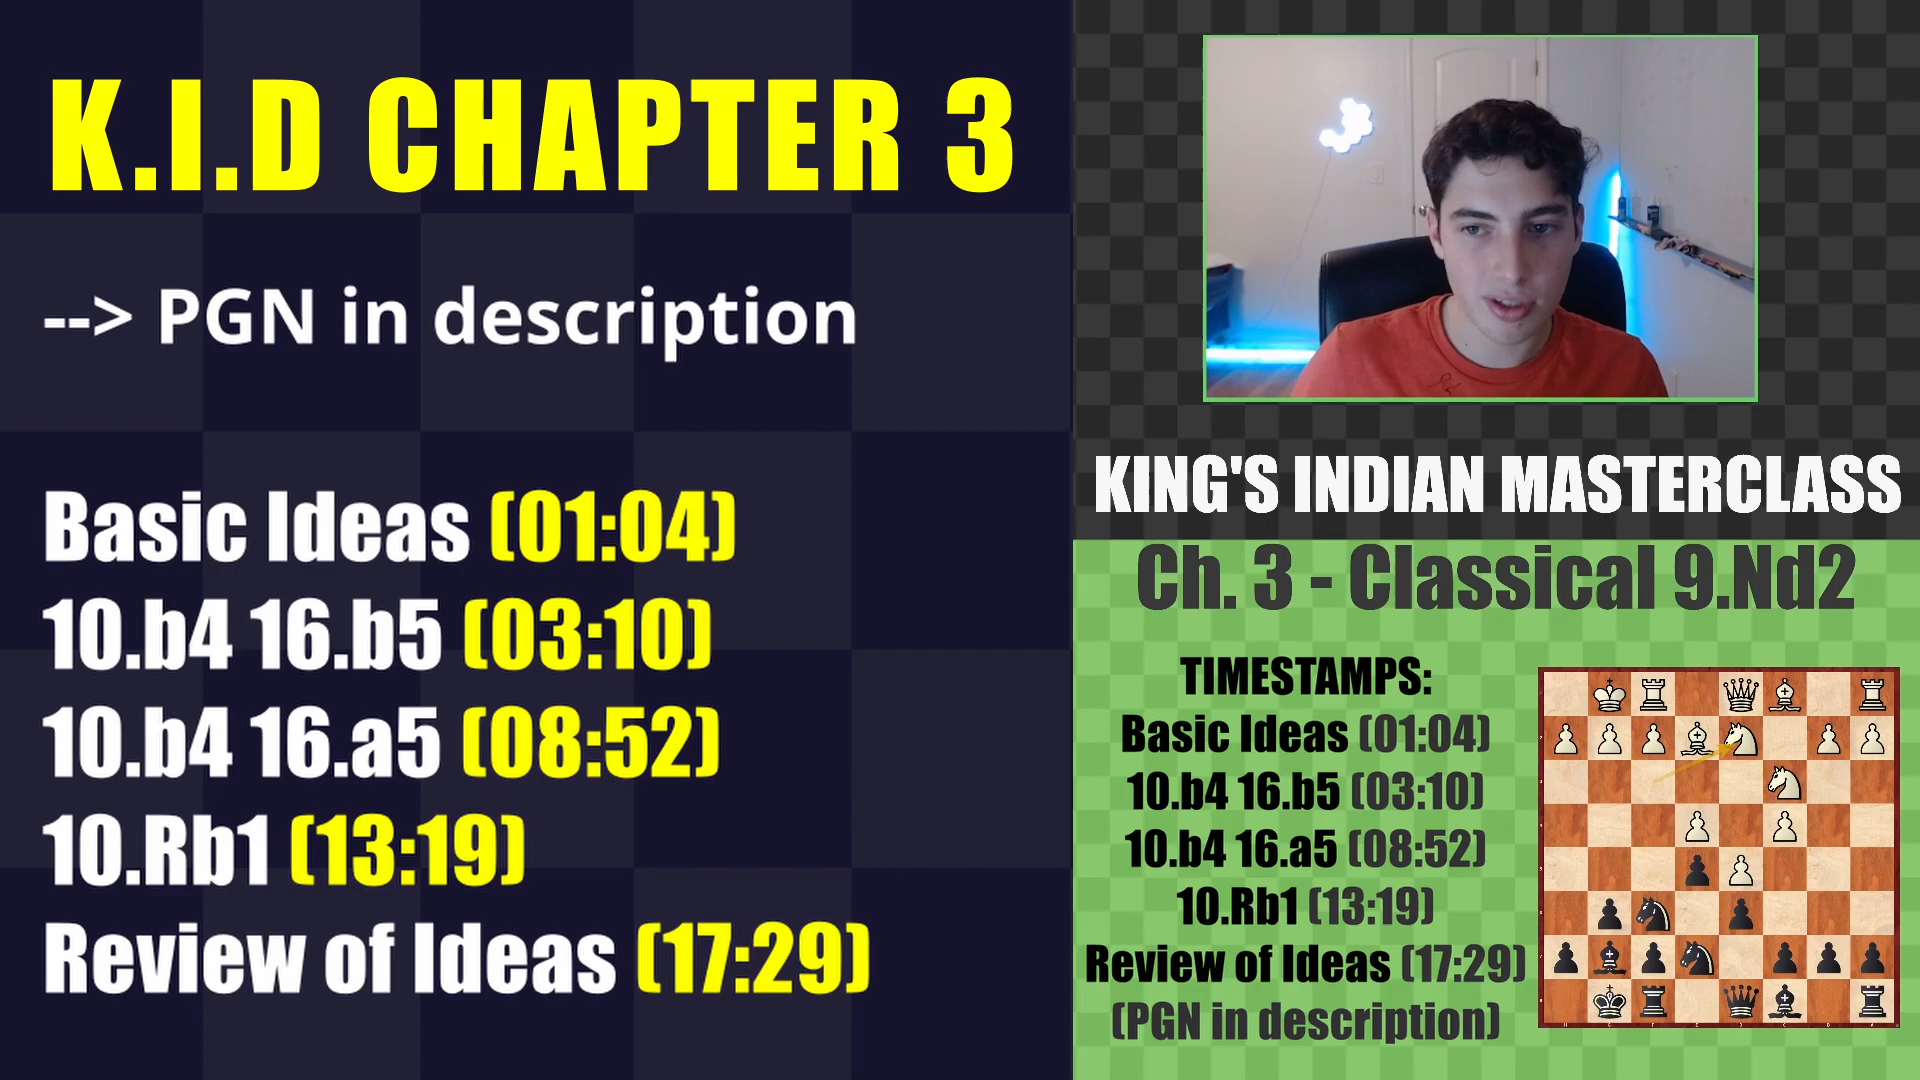 K.I.D CHAPTER 3
--> PGN in description
Basic Ideas (01:04)
10.b4 16.b5 (03:10)
10.b4 16.a5 (08:52)
10.Rb1 (13:19)
Review of Ideas (17:29)
KING'S INDIAN MASTERCLASS
Ch. 3 - Classical 9.Nd2
TIMESTAMPS:
Basic Ideas (01:04)
10.b4 16.b5 (03:10)
10.b4 16.a5 (08:52)
10.Rb1 (13:19)
Review of Ideas (17:29)
(PGN in description)